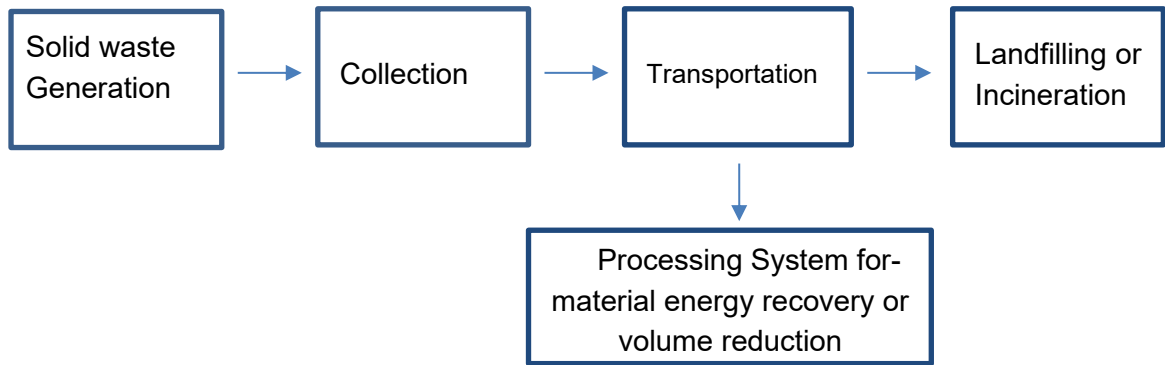 Solid waste
Generation
Collection
Transportation
Landfilling or
Incineration
Processing System for-
material energy recovery or
volume reduction